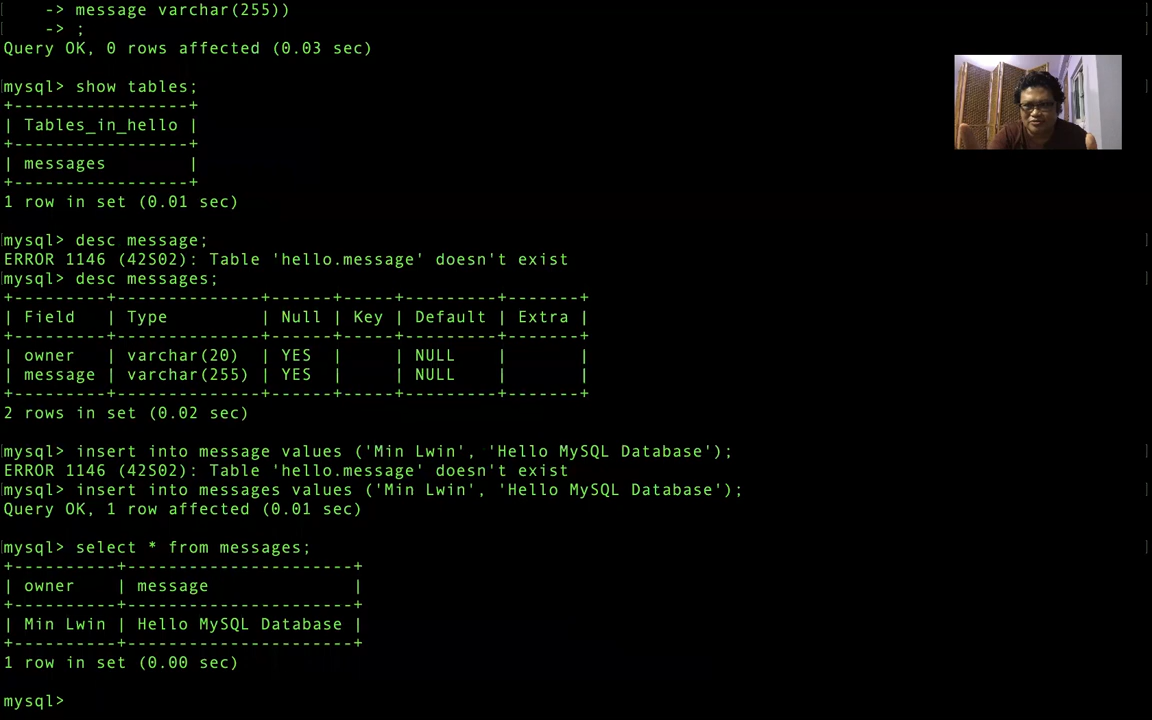 -> message varchar(255))
    -> ;
Query OK, 0 rows affected (0.03 sec)
mysql> show tables;
+-----------------+
| Tables_in_hello |
+-----------------+
| messages        |
+-----------------+
1 row in set (0.01 sec)
mysql> desc message;
ERROR 1146 (42S02): Table 'hello.message' doesn't exist
mysql> desc messages;
+---------+--------------+------+-----+---------+-------+
| Field   | Type         | Null | Key | Default | Extra |
+---------+--------------+------+-----+---------+-------+
| owner   | varchar(20)  | YES  |     | NULL    |       |
| message | varchar(255) | YES  |     | NULL    |       |
+---------+--------------+------+-----+---------+-------+
2 rows in set (0.02 sec)
mysql> insert into message values ('Min Lwin', 'Hello MySQL Database');
ERROR 1146 (42S02): Table 'hello.message' doesn't exist
mysql> insert into messages values ('Min Lwin', 'Hello MySQL Database');
Query OK, 1 row affected (0.01 sec)
mysql> select * from messages;
+----------+----------------------+
| owner    | message              |
+----------+----------------------+
| Min Lwin | Hello MySQL Database |
+----------+----------------------+
1 row in set (0.00 sec)
mysql>